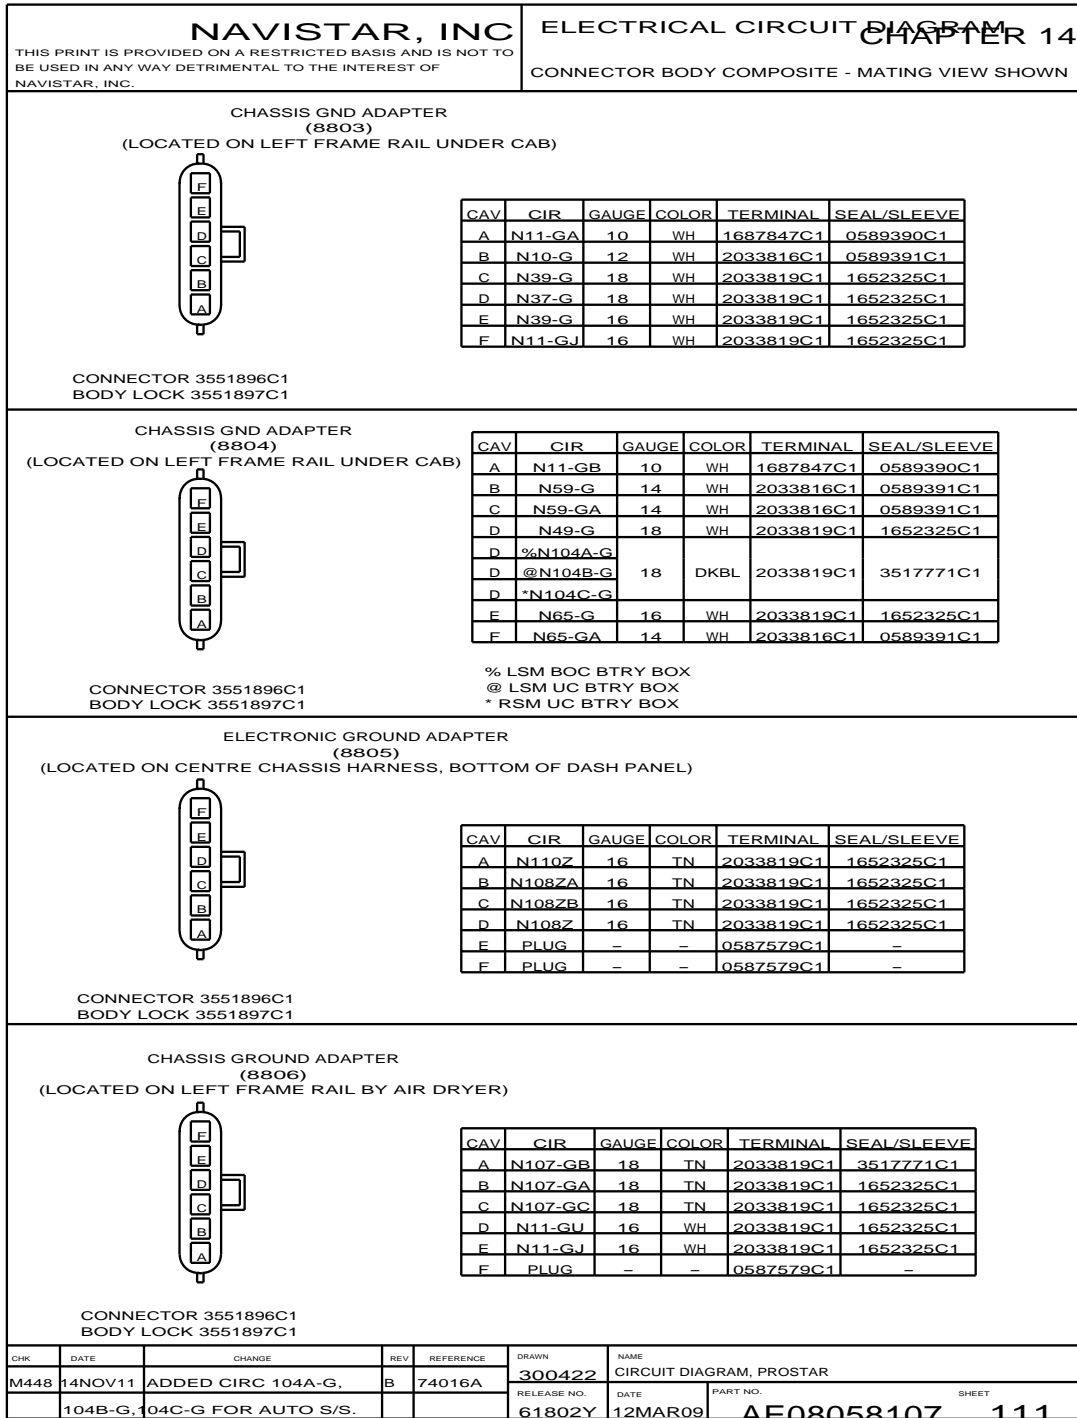 NAVISTAR, INC
THIS PRINT IS PROVIDED ON A RESTRICTED BASIS AND IS NOT TO
BE USED IN ANY WAY DETRIMENTAL TO THE INTEREST OF
NAVISTAR, INC.
ELECTRICAL CIRCUIT DIAGRAM
CHAPTER 14
CONNECTOR BODY COMPOSITE - MATING VIEW SHOWN
CHASSIS GND ADAPTER
(8803)
(LOCATED ON LEFT FRAME RAIL UNDER CAB)
F
E
D
C
B
A
CONNECTOR 3551896C1
BODY LOCK 3551897C1
CAV CIR GAUGE COLOR TERMINAL SEAL/SLEEVE
A N11-GA 10 WH 1687847C1 0589390C1
B N10-G 12 WH 2033816C1 0589391C1
C N39-G 18 WH 2033819C1 1652325C1
D N37-G 18 WH 2033819C1 1652325C1
E N39-G 16 WH 2033819C1 1652325C1
F N11-GJ 16 WH 2033819C1 1652325C1
CHASSIS GND ADAPTER
(8804)
(LOCATED ON LEFT FRAME RAIL UNDER CAB)
F
E
D
C
B
A
CONNECTOR 3551896C1
BODY LOCK 3551897C1
CAV CIR GAUGE COLOR TERMINAL SEAL/SLEEVE
A N11-GB 10 WH 1687847C1 0589390C1
B N59-G 14 WH 2033816C1 0589391C1
C N59-GA 14 WH 2033816C1 0589391C1
D N49-G 18 WH 2033819C1 1652325C1
D %N104A-G
D @N104B-G 18 DKBL 2033819C1 3517771C1
D *N104C-G
E N65-G 16 WH 2033819C1 1652325C1
F N65-GA 14 WH 2033816C1 0589391C1
% LSM BOC BTRY BOX
@ LSM UC BTRY BOX
* RSM UC BTRY BOX
ELECTRONIC GROUND ADAPTER
(8805)
(LOCATED ON CENTRE CHASSIS HARNESS, BOTTOM OF DASH PANEL)
F
E
D
C
B
A
CONNECTOR 3551896C1
BODY LOCK 3551897C1
CAV CIR GAUGE COLOR TERMINAL SEAL/SLEEVE
A N110Z 16 TN 2033819C1 1652325C1
B N108ZA 16 TN 2033819C1 1652325C1
C N108ZB 16 TN 2033819C1 1652325C1
D N108Z 16 TN 2033819C1 1652325C1
E PLUG – – 0587579C1 –
F PLUG – – 0587579C1 –
CHASSIS GROUND ADAPTER
(8806)
(LOCATED ON LEFT FRAME RAIL BY AIR DRYER)
F
E
D
C
B
A
CONNECTOR 3551896C1
BODY LOCK 3551897C1
CAV CIR GAUGE COLOR TERMINAL SEAL/SLEEVE
A N107-GB 18 TN 2033819C1 3517771C1
B N107-GA 18 TN 2033819C1 1652325C1
C N107-GC 18 TN 2033819C1 1652325C1
D N11-GU 16 WH 2033819C1 1652325C1
E N11-GJ 16 WH 2033819C1 1652325C1
F PLUG – – 0587579C1 –
CHK DATE CHANGE REV REFERENCE
M448 14NOV11 ADDED CIRC 104A-G, B 74016A
104B-G,104C-G FOR AUTO S/S.
DRAWN 300422
NAME
CIRCUIT DIAGRAM, PROSTAR
RELEASE NO. 61802Y
DATE 12MAR09
PART NO. AE08058107
SHEET 111